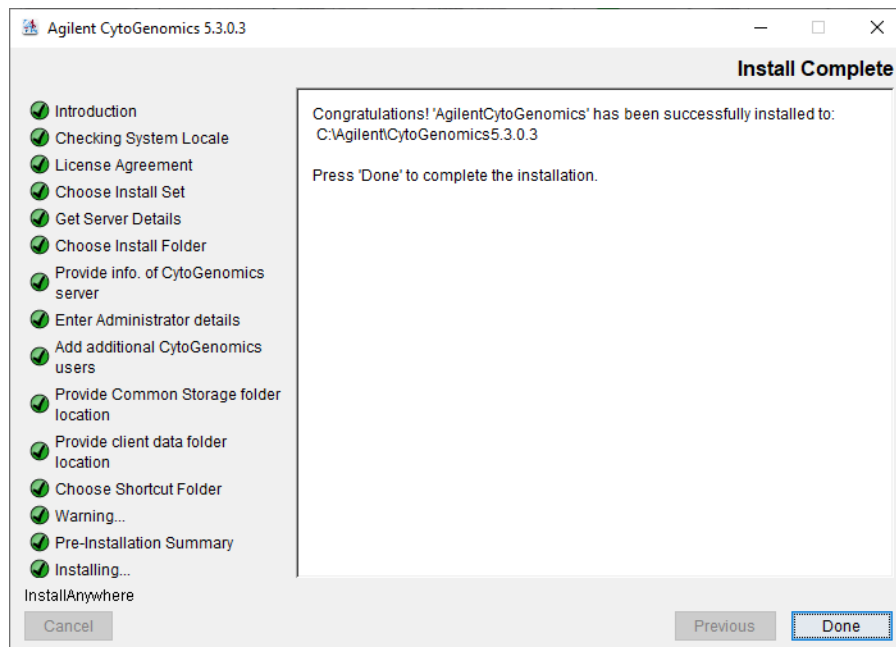 Agilent CytoGenomics 5.3.0.3
Install Complete
Introduction
Checking System Locale
License Agreement
Choose Install Set
Get Server Details
Choose Install Folder
Provide info. of CytoGenomics
server
Enter Administrator details
Add additional CytoGenomics
users
Provide Common Storage folder
location
Provide client data folder
location
Choose Shortcut Folder
Warning...
Pre-Installation Summary
Installing...
Congratulations! 'AgilentCytoGenomics' has been successfully installed to:
C:\Agilent\CytoGenomics5.3.0.3
Press 'Done' to complete the installation.
InstallAnywhere
Cancel
Previous
Done